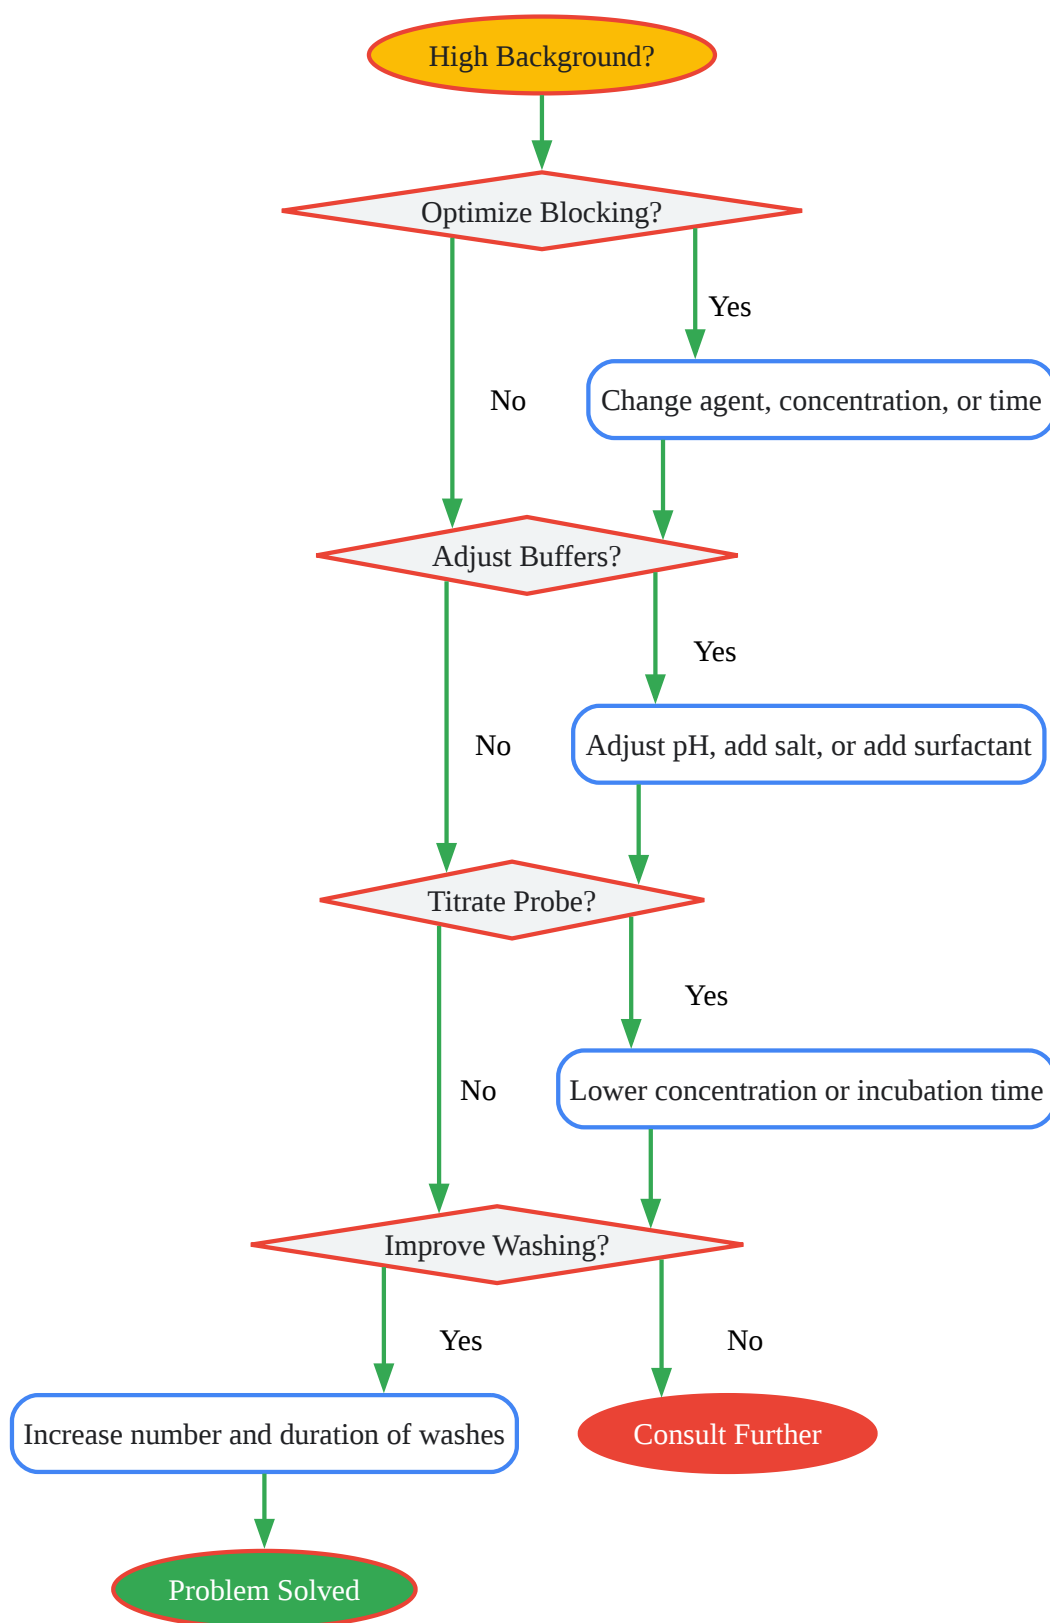 High Background?
Optimize Blocking?
Yes
No
Change agent, concentration, or time
Adjust Buffers?
Yes
No
Adjust pH, add salt, or add surfactant
Titrate Probe?
Yes
No
Lower concentration or incubation time
Improve Washing?
Yes
No
Increase number and duration of washes
Consult Further
Problem Solved